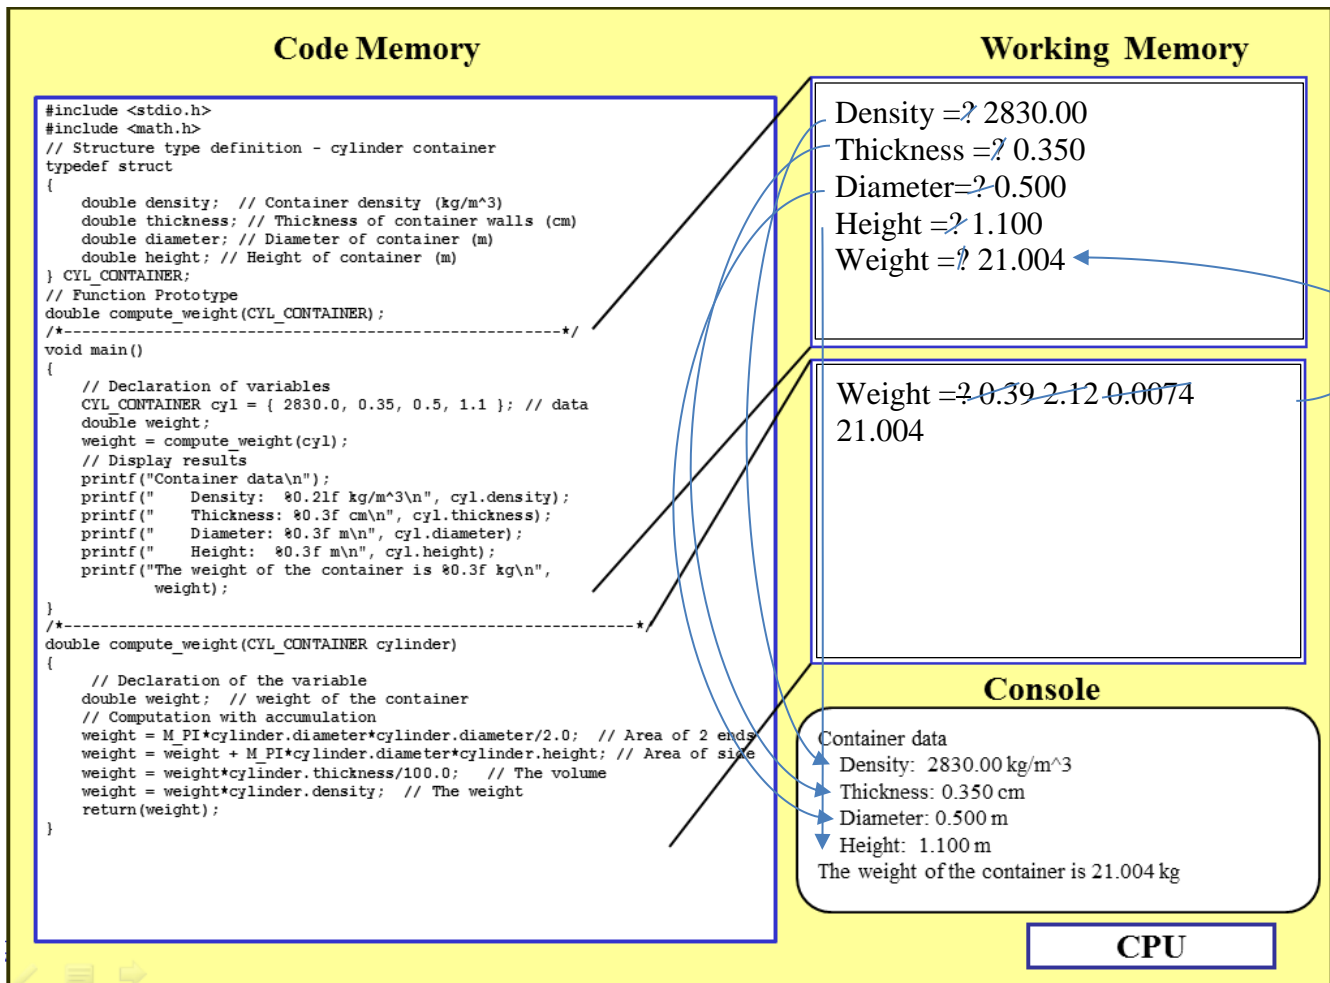 Code Memory
#include <stdio.h>
#include <math.h>
// Structure type definition - cylinder container
typedef struct
{
    double density;  // Container density (kg/m^3)
    double thickness; // Thickness of container walls (cm)
    double diameter; // Diameter of container (m)
    double height; // Height of container (m)
} CYL_CONTAINER;
// Function Prototype
double compute_weight(CYL_CONTAINER);
/*-------------------------------------------------------*/
void main()
{
    // Declaration of variables
    CYL_CONTAINER cyl = { 2830.0, 0.35, 0.5, 1.1 }; // data
    double weight;
    weight = compute_weight(cyl);
    // Display results
    printf("Container data\n");
    printf("    Density:  %0.2lf kg/m^3\n", cyl.density);
    printf("    Thickness: %0.3f cm\n", cyl.thickness);
    printf("    Diameter: %0.3f m\n", cyl.diameter);
    printf("    Height:  %0.3f m\n", cyl.height);
    printf("The weight of the container is %0.3f kg\n",
            weight);
}
/*---------------------------------------------------------------*/
double compute_weight(CYL_CONTAINER cylinder)
{
     // Declaration of the variable
    double weight;  // weight of the container
    // Computation with accumulation
    weight = M_PI*cylinder.diameter*cylinder.diameter/2.0;  // Area of 2 ends
    weight = weight + M_PI*cylinder.diameter*cylinder.height; // Area of side
    weight = weight*cylinder.thickness/100.0;   // The volume
    weight = weight*cylinder.density;  // The weight
    return(weight);
}
Working Memory
Density =? 2830.00
Thickness =? 0.350
Diameter=? 0.500
Height =? 1.100
Weight =? 21.004
Weight =? 0.39 2.12 0.0074
21.004
Console
Container data
Density: 2830.00 kg/m^3
Thickness: 0.350 cm
Diameter: 0.500 m
Height: 1.100 m
The weight of the container is 21.004 kg
CPU